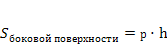 Sбоковой поверхности = p · h